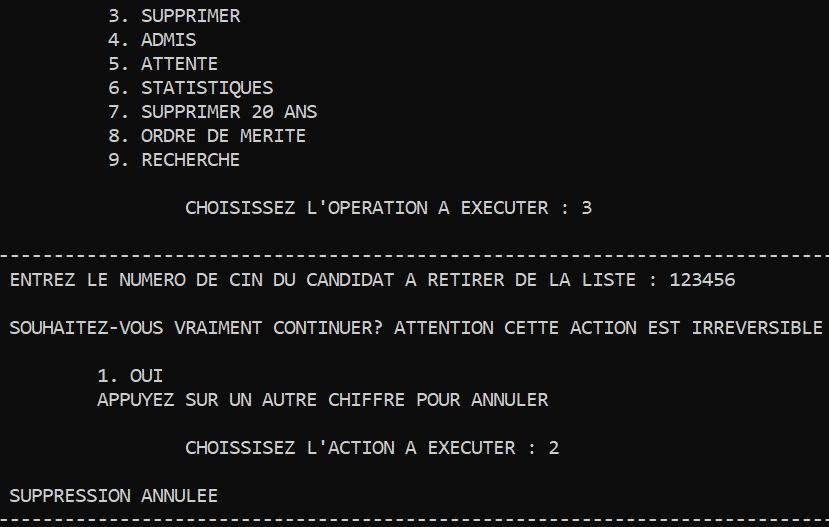 3. SUPPRIMER
4. ADMIS
5. ATTENTE
6. STATISTIQUES
7. SUPPRIMER 20 ANS
8. ORDRE DE MERITE
9. RECHERCHE
CHOISISSEZ L'OPERATION A EXECUTER : 3
--------------------------------------------------------------------------------
ENTREZ LE NUMERO DE CIN DU CANDIDAT A RETIRER DE LA LISTE : 123456
SOUHAITEZ-VOUS VRAIMENT CONTINUER? ATTENTION CETTE ACTION EST IRREVERSIBLE
1. OUI
APPUYEZ SUR UN AUTRE CHIFFRE POUR ANNULER
CHOISSISEZ L'ACTION A EXECUTER : 2
SUPPRESSION ANNULEE
--------------------------------------------------------------------------------